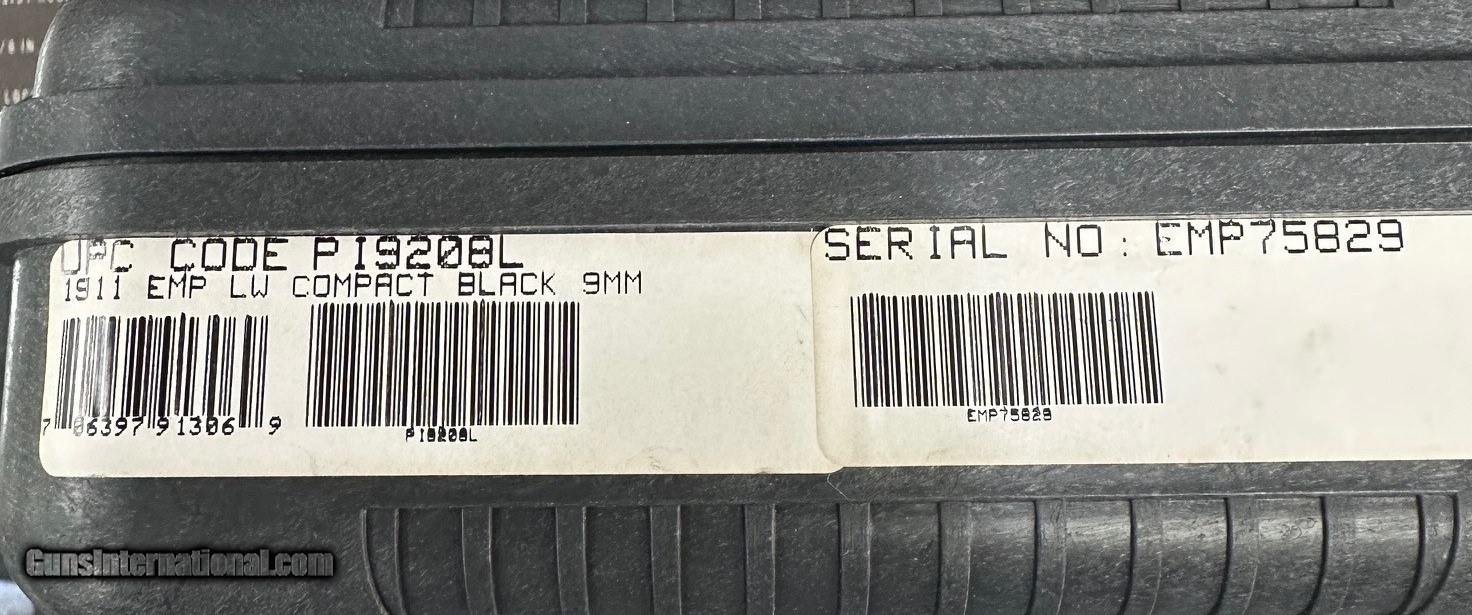 UPC CODE PI9208L
1911 EMP LW COMPACT BLACK 9MM
7 06397 91306 9
PI9208L
SERIAL NO: EMP75829
EMP75829
GunsInternational.com